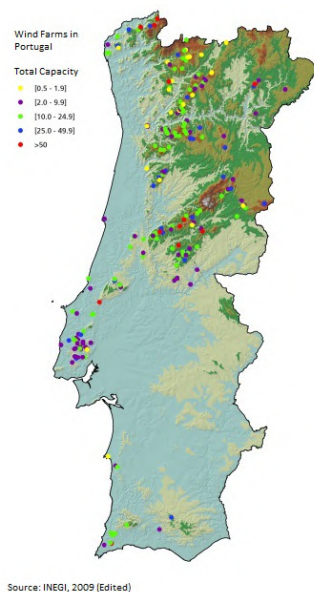 Wind Farms in
Portugal
Total Capacity
[0.5 - 1.9]
[2.0 - 9.9]
[10.0 - 24.9]
[25.0 - 49.9]
>50
Source: INEGI, 2009 (Edited)